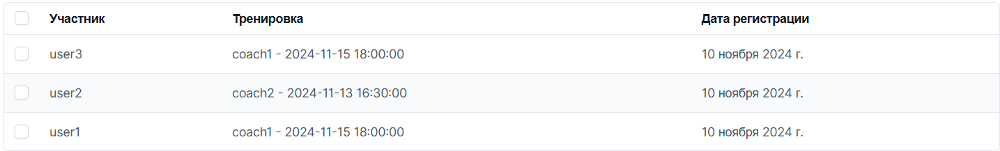 Участник Тренировка Дата регистрации
user3 coach1 - 2024-11-15 18:00:00 10 ноября 2024 г.
user2 coach2 - 2024-11-13 16:30:00 10 ноября 2024 г.
user1 coach1 - 2024-11-15 18:00:00 10 ноября 2024 г.